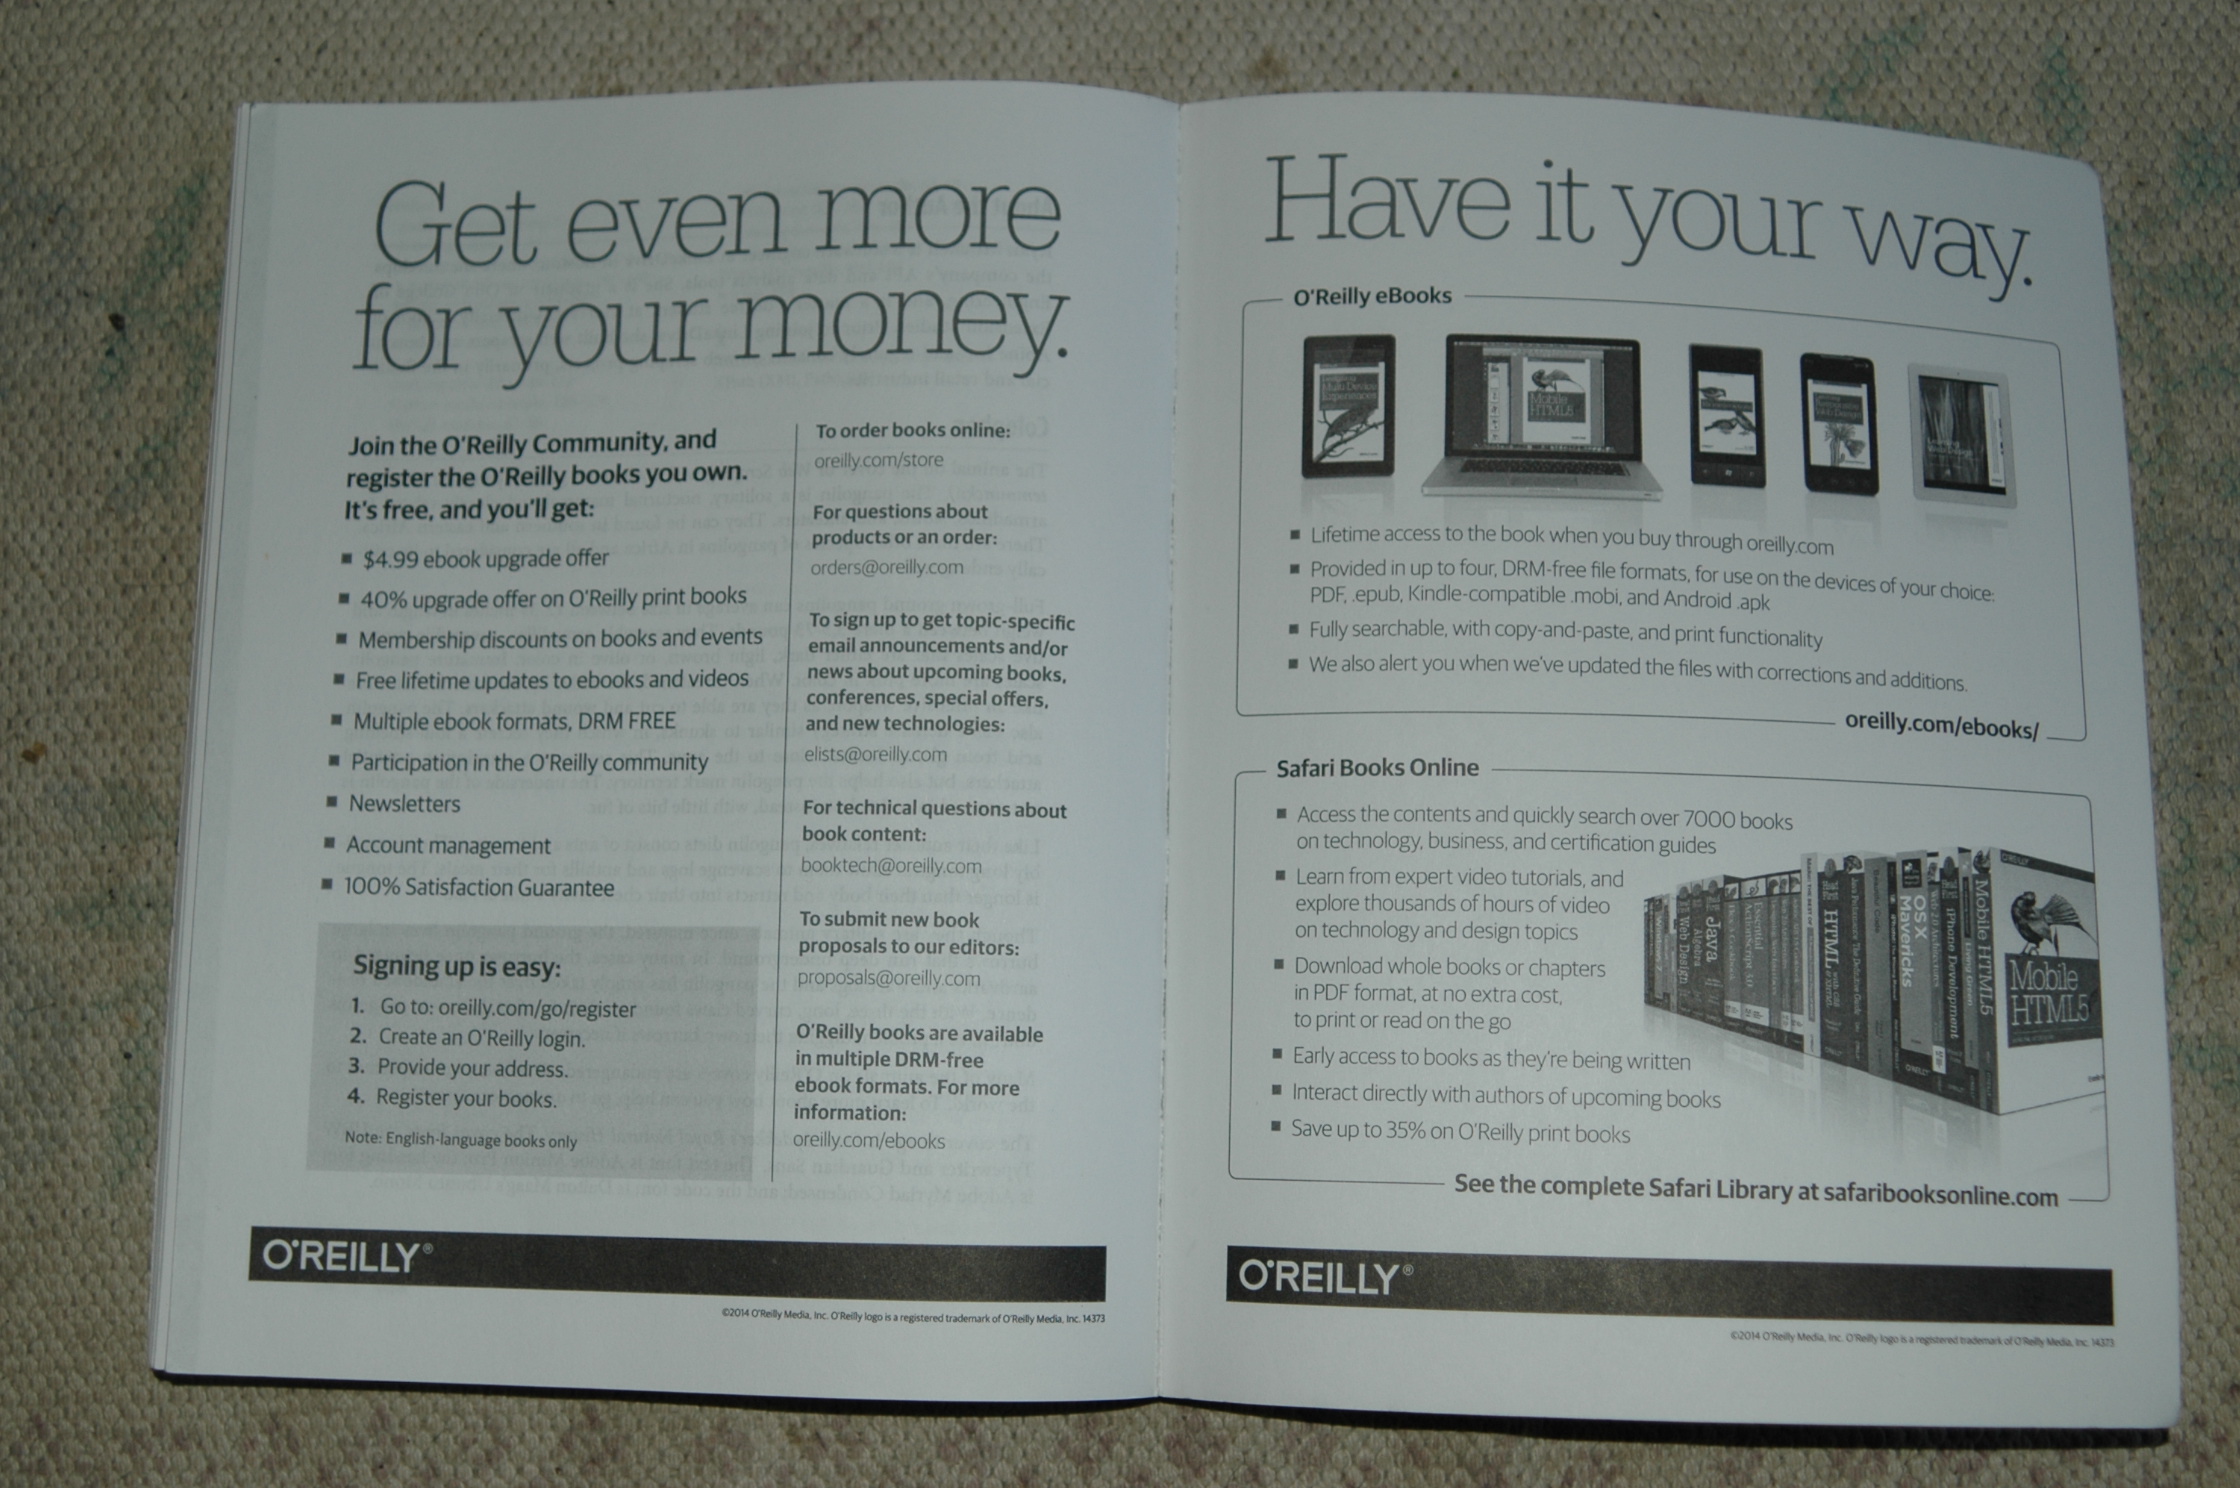 Get even more
for your money.
Join the O'Reilly Community, and
register the O'Reilly books you own.
It's free, and you'll get:
■ $4.99 ebook upgrade offer
■ 40% upgrade offer on O'Reilly print books
■ Membership discounts on books and events
■ Free lifetime updates to ebooks and videos
■ Multiple ebook formats, DRM FREE
■ Participation in the O'Reilly community
■ Newsletters
■ Account management
■ 100% Satisfaction Guarantee
Signing up is easy:
1. Go to: oreilly.com/go/register
2. Create an O'Reilly login.
3. Provide your address.
4. Register your books.
Note: English-language books only
To order books online:
oreilly.com/store
For questions about
products or an order:
orders@oreilly.com
To sign up to get topic-specific
email announcements and/or
news about upcoming books,
conferences, special offers,
and new technologies:
elists@oreilly.com
For technical questions about
book content:
booktech@oreilly.com
To submit new book
proposals to our editors:
proposals@oreilly.com
O'Reilly books are available
in multiple DRM-free
ebook formats. For more
information:
oreilly.com/ebooks
O'REILLY®
©2014 O'Reilly Media, Inc. O'Reilly logo is a registered trademark of O'Reilly Media, Inc. 14373
Have it your way.
O'Reilly eBooks
Mobile
HTML5
■ Lifetime access to the book when you buy through oreilly.com
■ Provided in up to four, DRM-free file formats, for use on the devices of your choice:
PDF, .epub, Kindle-compatible .mobi, and Android .apk
■ Fully searchable, with copy-and-paste, and print functionality
■ We also alert you when we've updated the files with corrections and additions.
oreilly.com/ebooks/
Safari Books Online
■ Access the contents and quickly search over 7000 books
on technology, business, and certification guides
■ Learn from expert video tutorials, and
explore thousands of hours of video
on technology and design topics
■ Download whole books or chapters
in PDF format, at no extra cost,
to print or read on the go
■ Early access to books as they're being written
■ Interact directly with authors of upcoming books
■ Save up to 35% on O'Reilly print books
Mobile
HTML5
Mobile HTML5
Living Green
Head First
iPhone Development
Web 2.0 Architectures
OS X
Mavericks
Beautiful Code
Java Performance The Definitive Guide
Head First
HTML with CSS & XHTML
Essential
ActionScript 3.0
Flex 3 Cookbook
Java
Algebra
Web Design
Windows 7
See the complete Safari Library at safaribooksonline.com
O'REILLY®
©2014 O'Reilly Media, Inc. O'Reilly logo is a registered trademark of O'Reilly Media, Inc. 14373